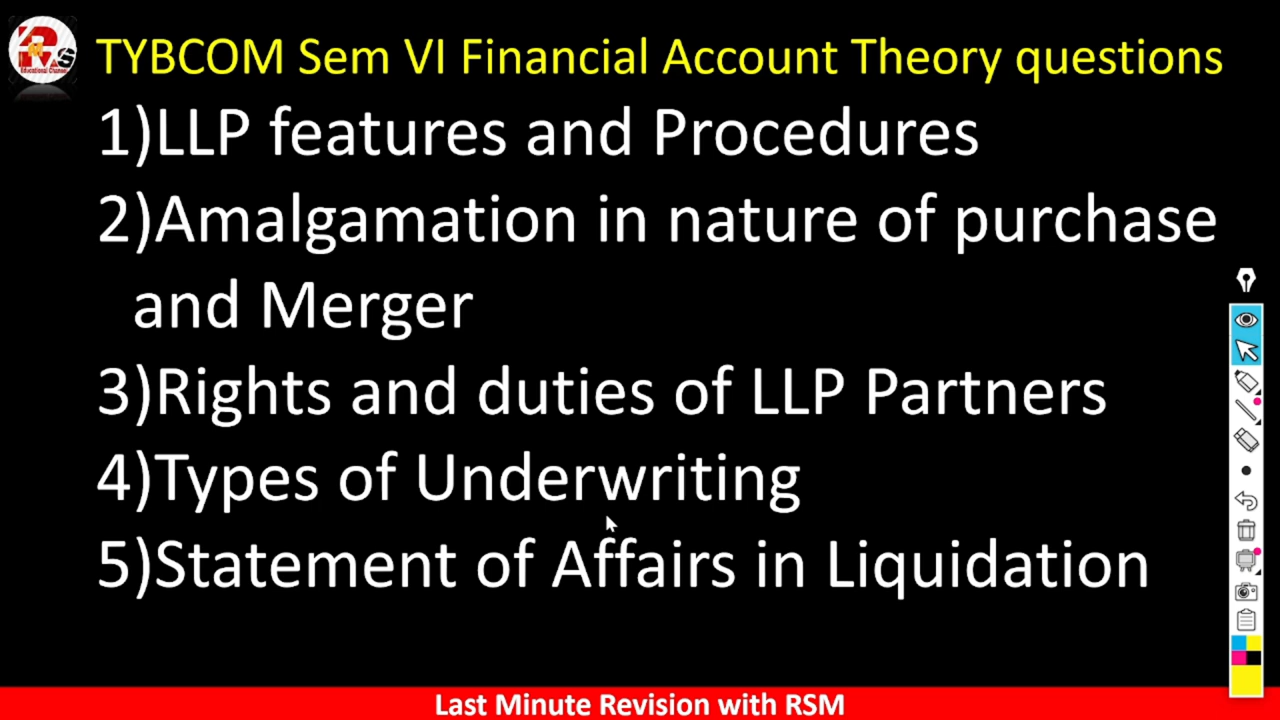 TYBCOM Sem VI Financial Account Theory questions
1)LLP features and Procedures
2)Amalgamation in nature of purchase
and Merger
3)Rights and duties of LLP Partners
4)Types of Underwriting
5)Statement of Affairs in Liquidation
Last Minute Revision with RSM